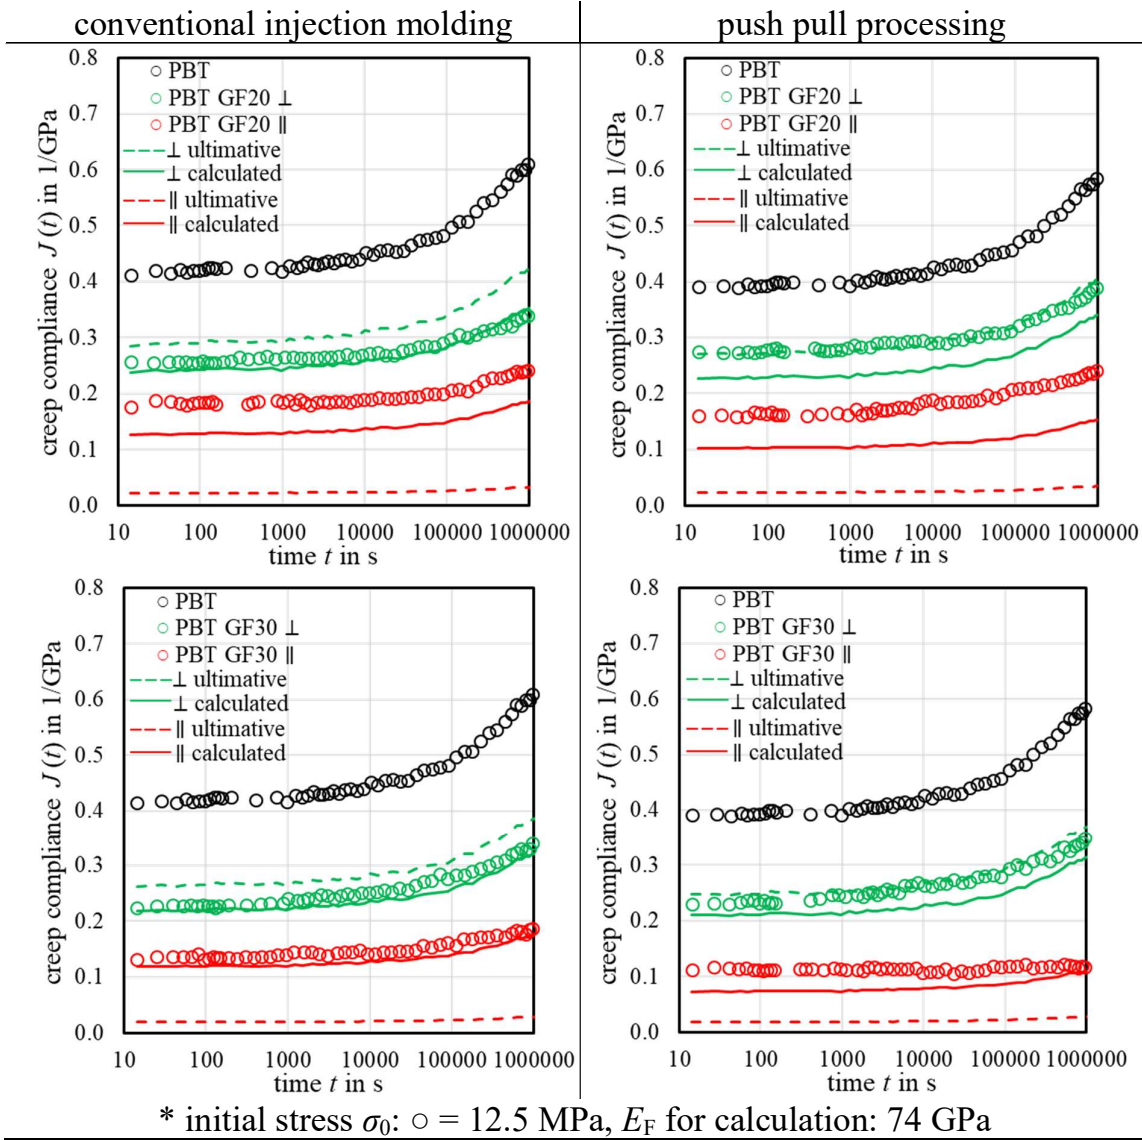 conventional injection molding
push pull processing
creep compliance J (t) in 1/GPa
0.8
0.7
0.6
0.5
0.4
0.3
0.2
0.1
0.0
PBT
PBT GF20 ⊥
PBT GF20 ∥
⊥ ultimative
⊥ calculated
∥ ultimative
∥ calculated
10 100 1000 10000 100000 1000000
time t in s
creep compliance J (t) in 1/GPa
0.8
0.7
0.6
0.5
0.4
0.3
0.2
0.1
0.0
PBT
PBT GF20 ⊥
PBT GF20 ∥
⊥ ultimative
⊥ calculated
∥ ultimative
∥ calculated
10 100 1000 10000 100000 1000000
time t in s
creep compliance J (t) in 1/GPa
0.8
0.7
0.6
0.5
0.4
0.3
0.2
0.1
0.0
PBT
PBT GF30 ⊥
PBT GF30 ∥
⊥ ultimative
⊥ calculated
∥ ultimative
∥ calculated
10 100 1000 10000 100000 1000000
time t in s
creep compliance J (t) in 1/GPa
0.8
0.7
0.6
0.5
0.4
0.3
0.2
0.1
0.0
PBT
PBT GF30 ⊥
PBT GF30 ∥
⊥ ultimative
⊥ calculated
∥ ultimative
∥ calculated
10 100 1000 10000 100000 1000000
time t in s
* initial stress σ₀: ○ = 12.5 MPa, E_F for calculation: 74 GPa